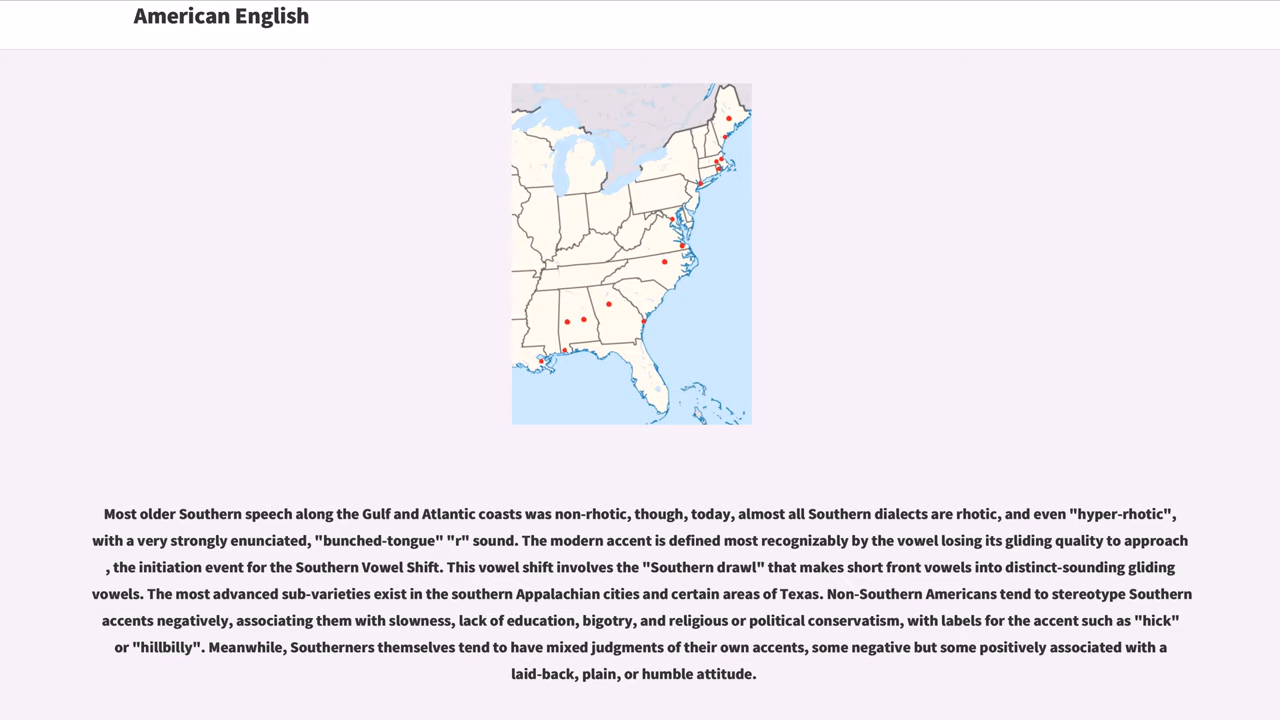 American English
Most older Southern speech along the Gulf and Atlantic coasts was non-rhotic, though, today, almost all Southern dialects are rhotic, and even "hyper-rhotic",
with a very strongly enunciated, "bunched-tongue" "r" sound. The modern accent is defined most recognizably by the vowel losing its gliding quality to approach
, the initiation event for the Southern Vowel Shift. This vowel shift involves the "Southern drawl" that makes short front vowels into distinct-sounding gliding
vowels. The most advanced sub-varieties exist in the southern Appalachian cities and certain areas of Texas. Non-Southern Americans tend to stereotype Southern
accents negatively, associating them with slowness, lack of education, bigotry, and religious or political conservatism, with labels for the accent such as "hick"
or "hillbilly". Meanwhile, Southerners themselves tend to have mixed judgments of their own accents, some negative but some positively associated with a
laid-back, plain, or humble attitude.